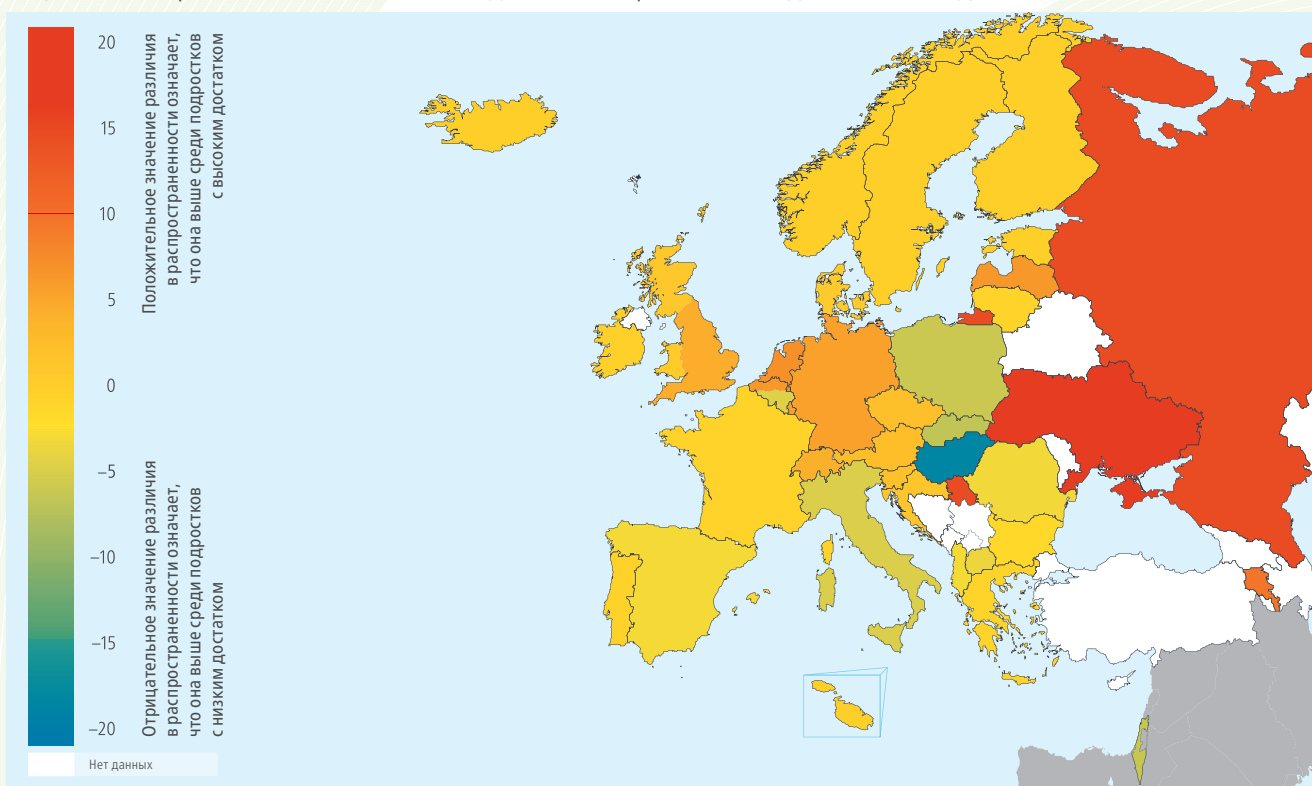 20
15
10
5
0
–5
–10
–15
–20
Положительное значение различия
в распространенности означает,
что она выше среди подростков
с высоким достатком
Отрицательное значение различия
в распространенности означает,
что она выше среди подростков
с низким достатком
Нет данных